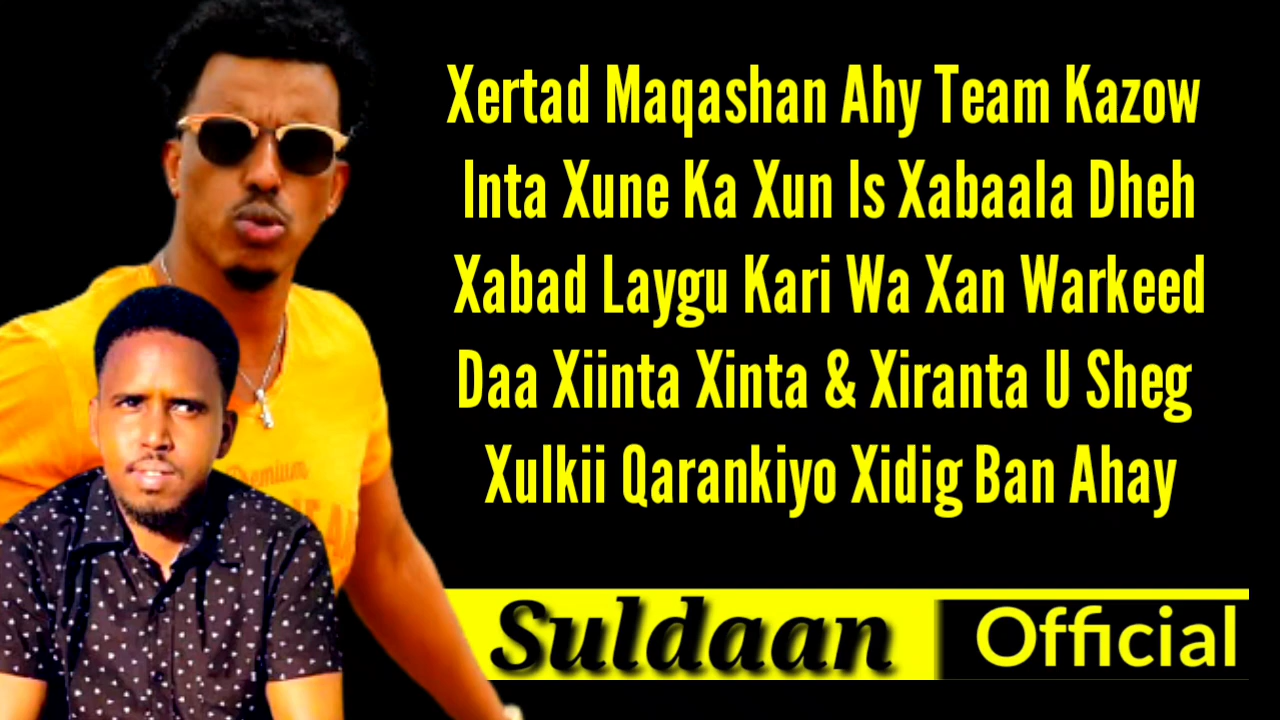 Xertad Maqashan Ahy Team Kazow
Inta Xune Ka Xun Is Xabaala Dheh
Xabad Laygu Kari Wa Xan Warkeed
Daa Xiinta Xinta & Xiranta U Sheg
Xulkii Qarankiyo Xidig Ban Ahay
Premium
Suldaan Official